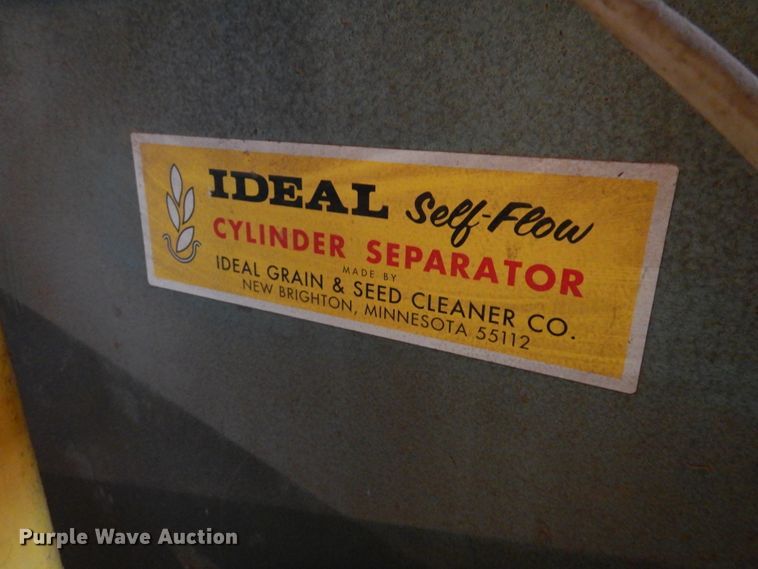 IDEAL Self-Flow
CYLINDER SEPARATOR
MADE BY
IDEAL GRAIN & SEED CLEANER CO.
NEW BRIGHTON, MINNESOTA 55112
Purple Wave Auction